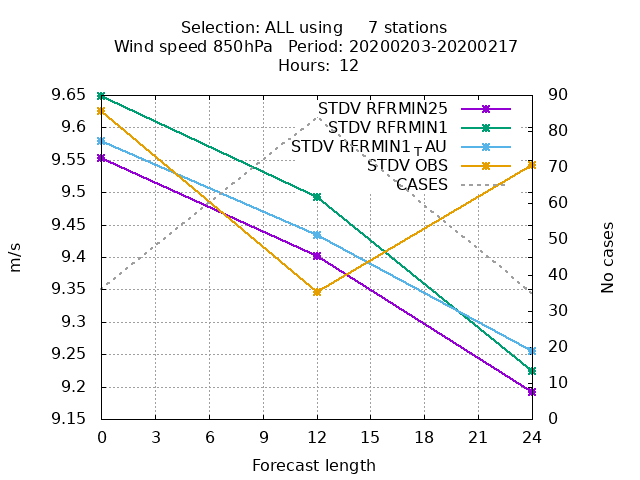 Selection: ALL using 7 stations
Wind speed 850hPa Period: 20200203-20200217
Hours: 12
STDV RFRMIN25
STDV RFRMIN1
STDV RFRMIN1_TAU
STDV OBS
CASES
9.65
9.6
9.55
9.5
9.45
9.4
9.35
9.3
9.25
9.2
9.15
m/s
90
80
70
60
50
40
30
20
10
0
No cases
0 3 6 9 12 15 18 21 24
Forecast length